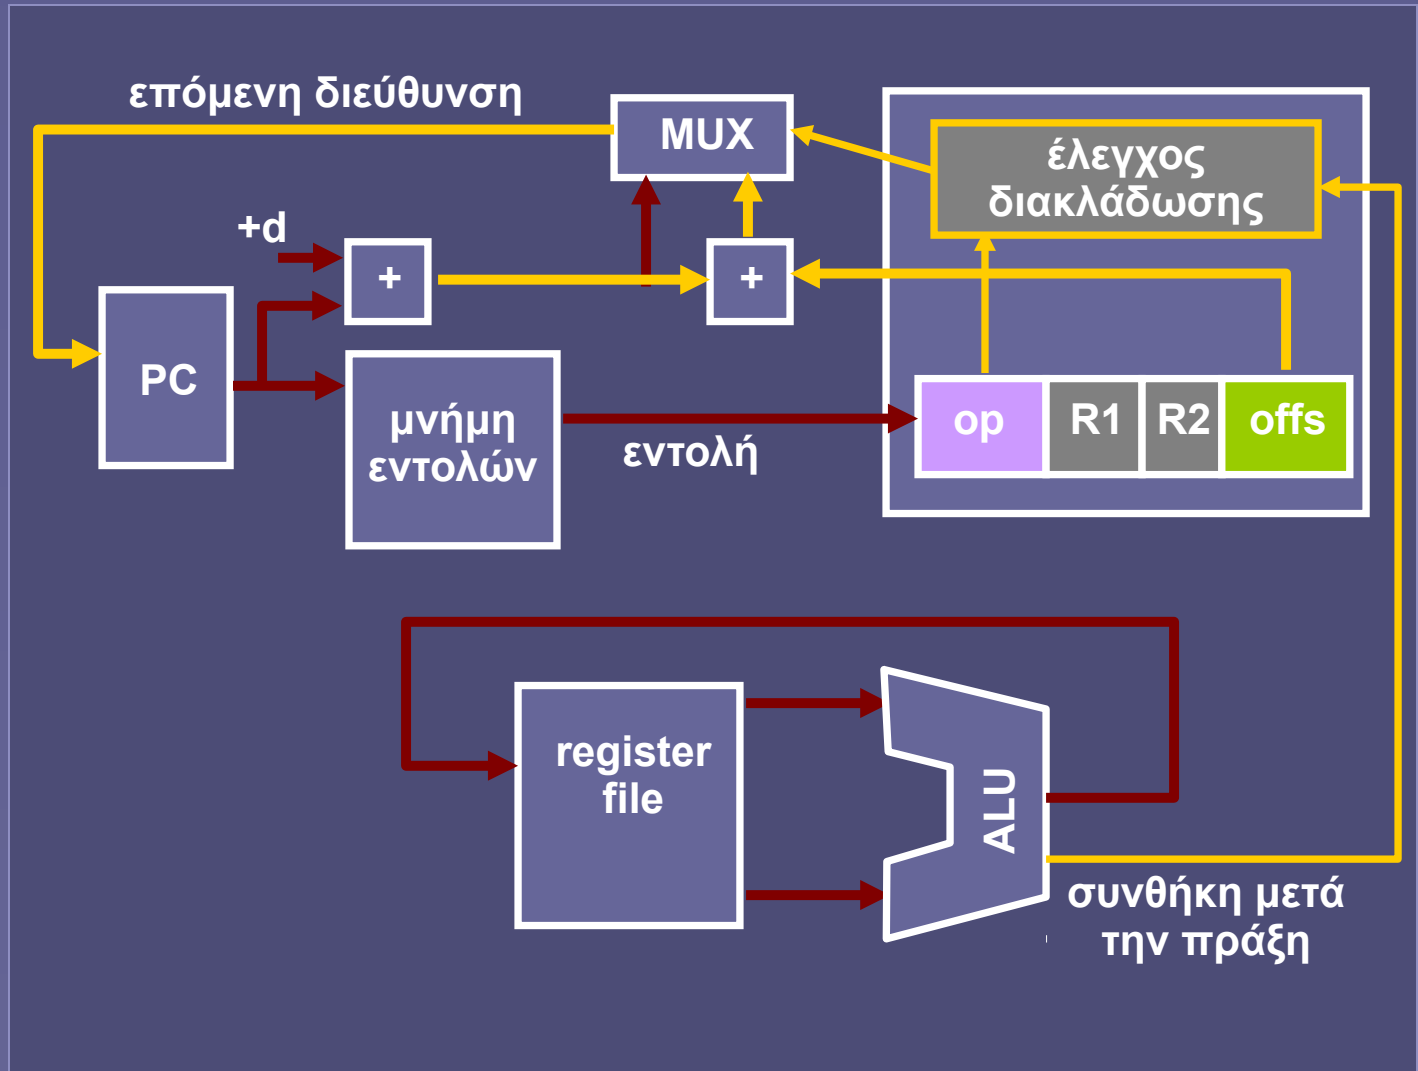 επόμενη διεύθυνση
MUX
έλεγχος
διακλάδωσης
+d
+
+
PC
μνήμη
εντολών
εντολή
op R1 R2 offs
register
file
ALU
συνθήκη μετά
την πράξη